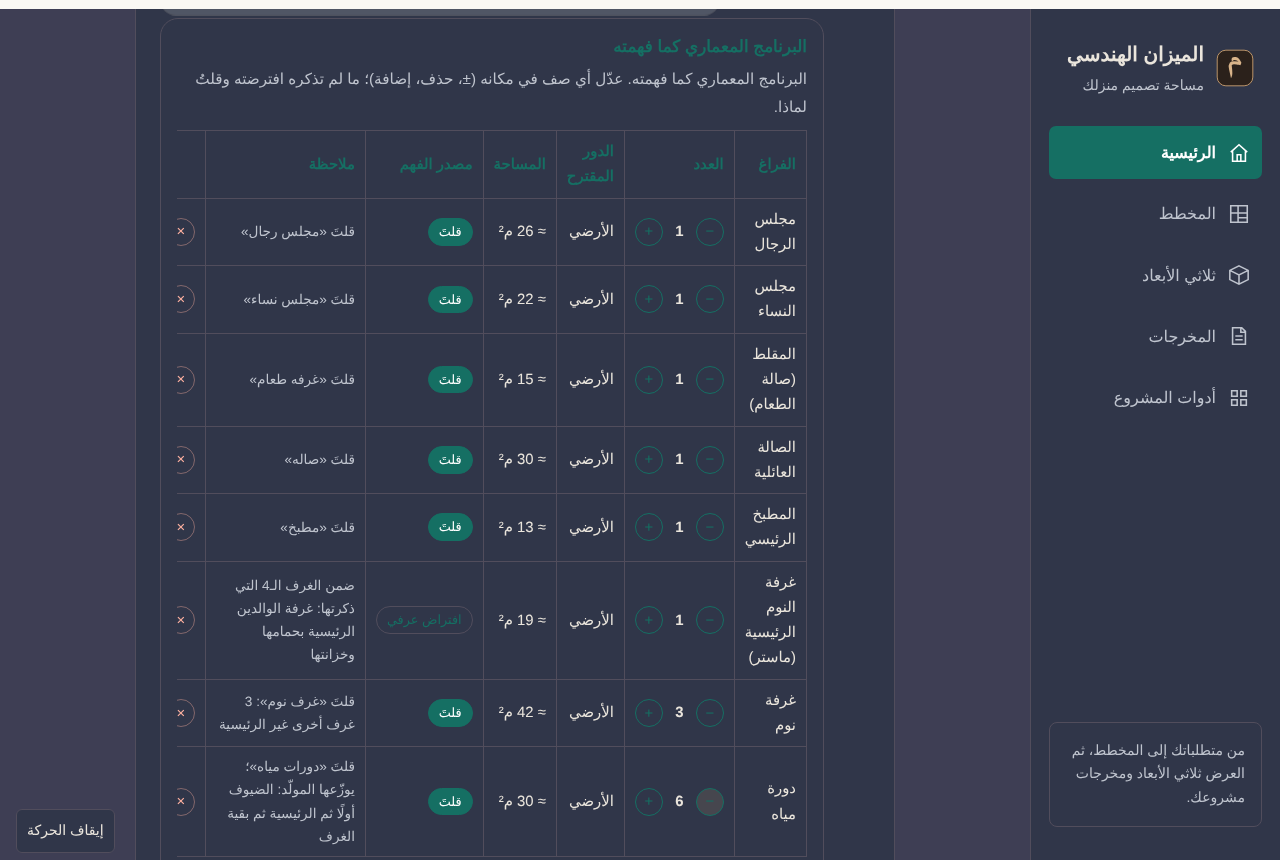 الميزان الهندسي
مساحة تصميم منزلك
الرئيسية
المخطط
ثلاثي الأبعاد
المخرجات
أدوات المشروع
من متطلباتك إلى المخطط، ثم
العرض ثلاثي الأبعاد ومخرجات
مشروعك.
البرنامج المعماري كما فهمته
البرنامج المعماري كما فهمته. عدّل أي صف في مكانه (±، حذف، إضافة)؛ ما لم تذكره افترضته وقلتُ
لماذا.
الفراغ العدد الدور المقترح المساحة مصدر الفهم ملاحظة
مجلس الرجال − 1 + الأرضي ≈ 26 م² قلتَ قلتَ «مجلس رجال» ×
مجلس النساء − 1 + الأرضي ≈ 22 م² قلتَ قلتَ «مجلس نساء» ×
المقلط (صالة الطعام) − 1 + الأرضي ≈ 15 م² قلتَ قلتَ «غرفه طعام» ×
الصالة العائلية − 1 + الأرضي ≈ 30 م² قلتَ قلتَ «صاله» ×
المطبخ الرئيسي − 1 + الأرضي ≈ 13 م² قلتَ قلتَ «مطبخ» ×
غرفة النوم الرئيسية (ماستر) − 1 + الأرضي ≈ 19 م² افتراض عرفي ضمن الغرف الـ4 التي ذكرتها: غرفة الوالدين الرئيسية بحمامها وخزانتها ×
غرفة نوم − 3 + الأرضي ≈ 42 م² قلتَ قلتَ «غرف نوم»: 3 غرف أخرى غير الرئيسية ×
دورة مياه − 6 + الأرضي ≈ 30 م² قلتَ قلتَ «دورات مياه»؛ يوزّعها المولّد: الضيوف أولًا ثم الرئيسية ثم بقية الغرف ×
إيقاف الحركة